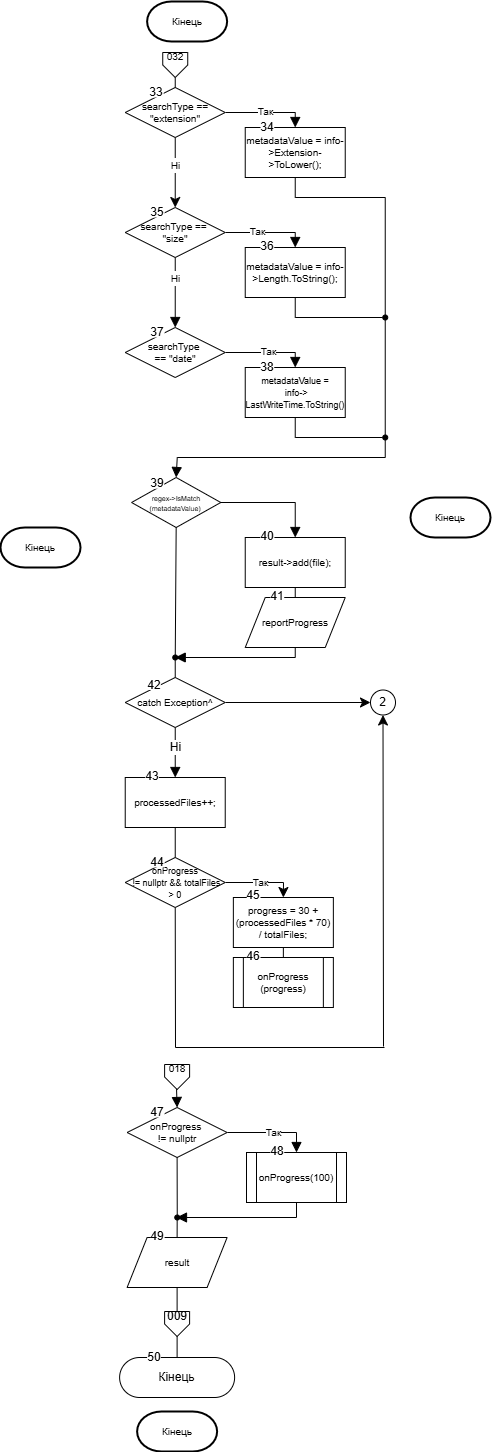 Кінець
032
33
searchType ==
"extension"
Так
34
metadataValue = info-
>Extension-
>ToLower();
Ні
35
searchType ==
"size"
Так
36
metadataValue = info-
>Length.ToString();
Ні
37
searchType
== "date"
Так
38
metadataValue =
info->
LastWriteTime.ToString()
39
regex->IsMatch
(metadataValue)
Кінець
Кінець
40
result->add(file);
41
reportProgress
42
catch Exception^
2
Ні
43
processedFiles++;
44
onProgress
!= nullptr && totalFiles
> 0
Так
45
progress = 30 +
(processedFiles * 70)
/ totalFiles;
46
onProgress
(progress)
018
47
onProgress
!= nullptr
Так
48
onProgress(100)
49
result
009
50
Кінець
Кінець